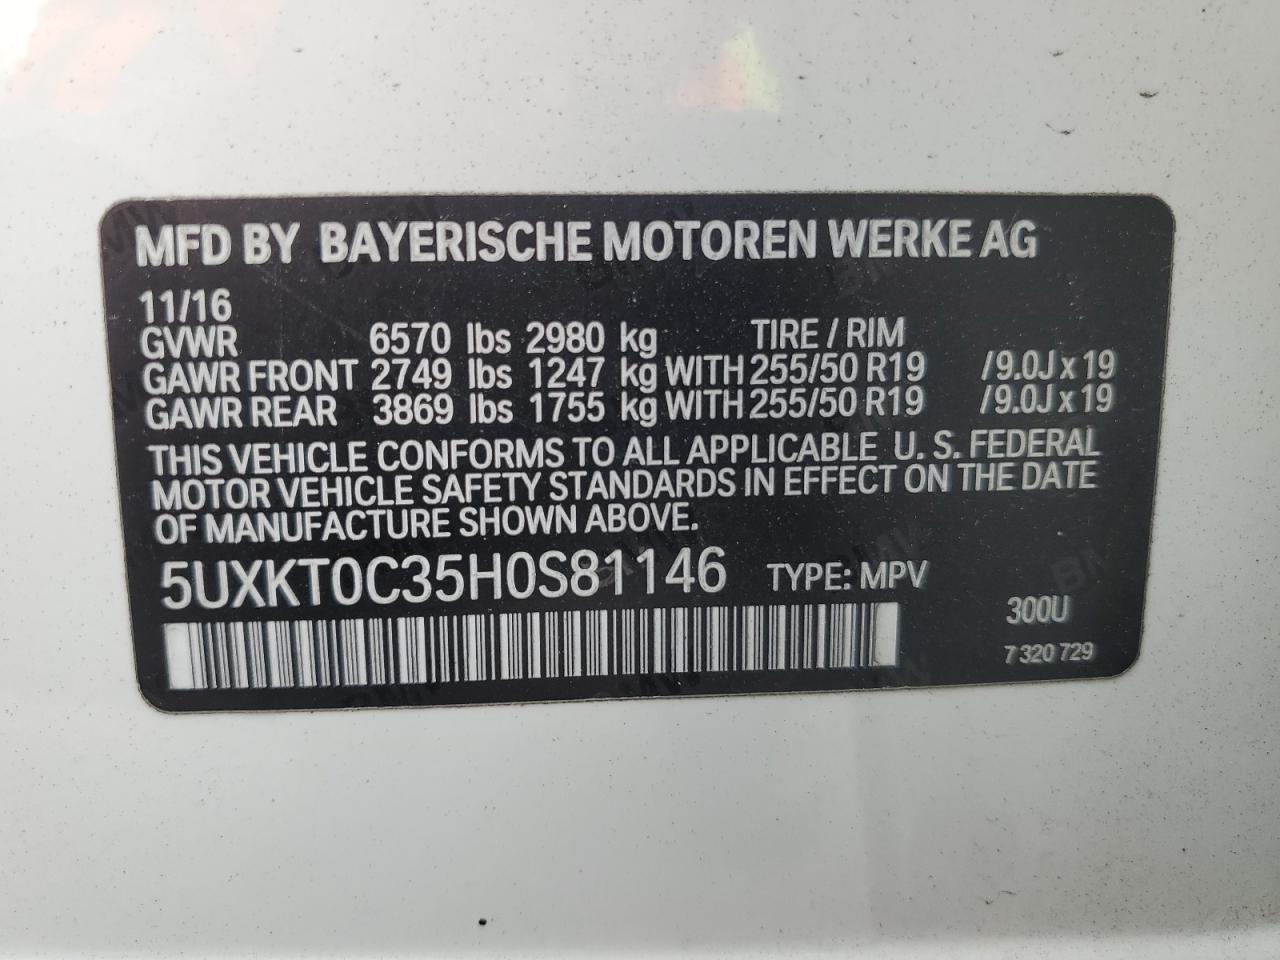 MFD BY BAYERISCHE MOTOREN WERKE AG
11/16
GVWR 6570 lbs 2980 kg TIRE / RIM
GAWR FRONT 2749 lbs 1247 kg WITH 255/50 R19 /9.0J x 19
GAWR REAR 3869 lbs 1755 kg WITH 255/50 R19 /9.0J x 19
THIS VEHICLE CONFORMS TO ALL APPLICABLE U. S. FEDERAL
MOTOR VEHICLE SAFETY STANDARDS IN EFFECT ON THE DATE
OF MANUFACTURE SHOWN ABOVE.
5UXKT0C35H0S81146 TYPE: MPV
300U
7 320 729